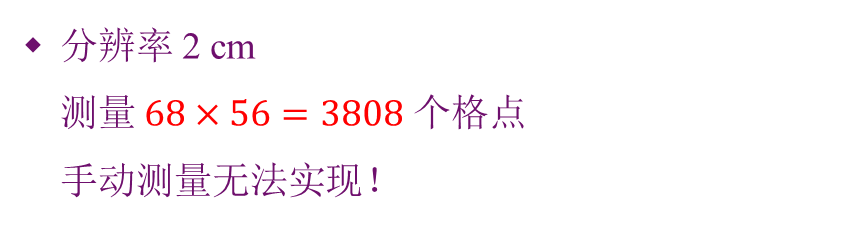 ◆ 分辨率 2 cm
测量 68 × 56 = 3808 个格点
手动测量无法实现！